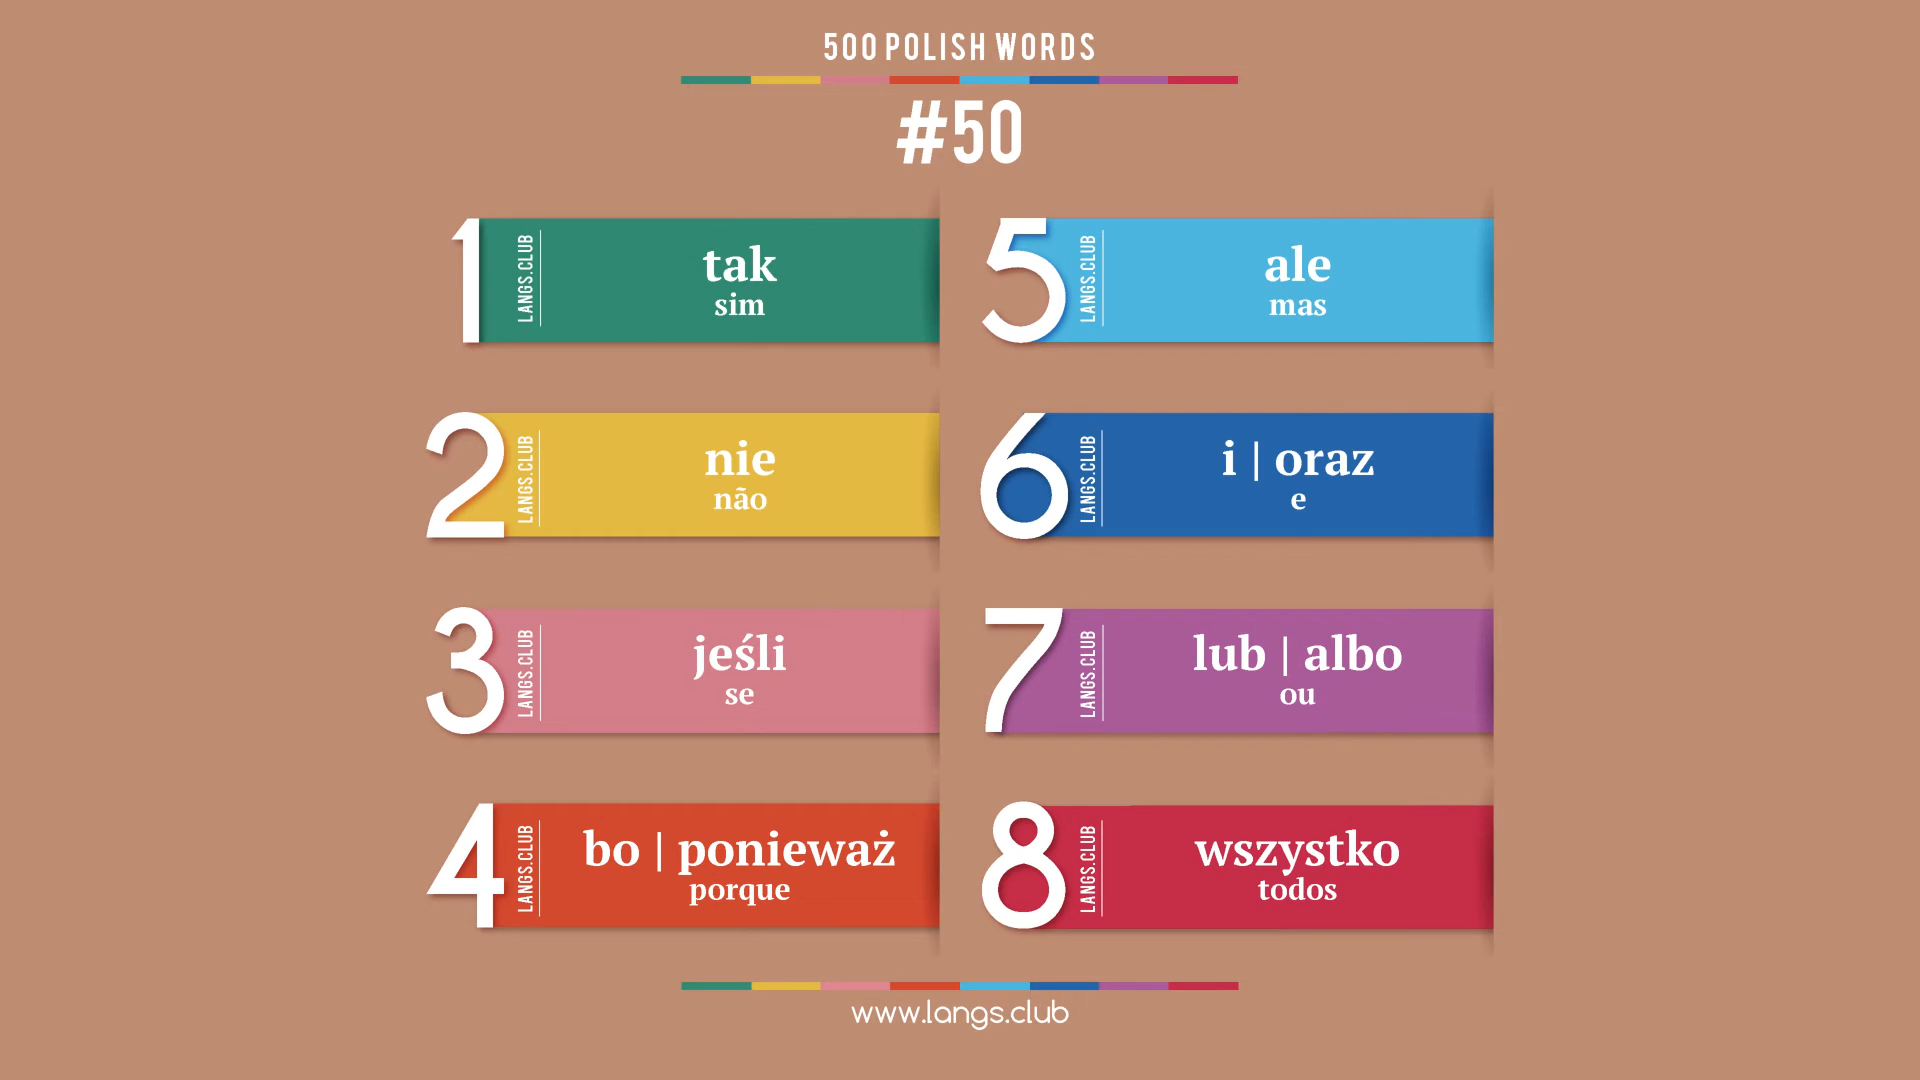 500 POLISH WORDS
#50
1
LANGS.CLUB
tak
sim
2
LANGS.CLUB
nie
não
3
LANGS.CLUB
jeśli
se
4
LANGS.CLUB
bo | ponieważ
porque
5
LANGS.CLUB
ale
mas
6
LANGS.CLUB
i | oraz
e
7
LANGS.CLUB
lub | albo
ou
8
LANGS.CLUB
wszystko
todos
www.langs.club